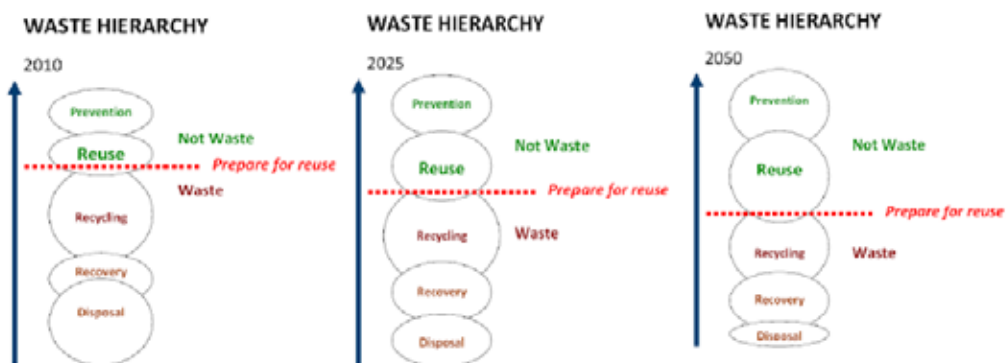 WASTE HIERARCHY
2010
Prevention
Not Waste
Reuse
Prepare for reuse
Waste
Recycling
Recovery
Disposal
WASTE HIERARCHY
2025
Prevention
Not Waste
Reuse
Prepare for reuse
Waste
Recycling
Recovery
Disposal
WASTE HIERARCHY
2050
Prevention
Not Waste
Reuse
Prepare for reuse
Recycling
Waste
Recovery
Disposal